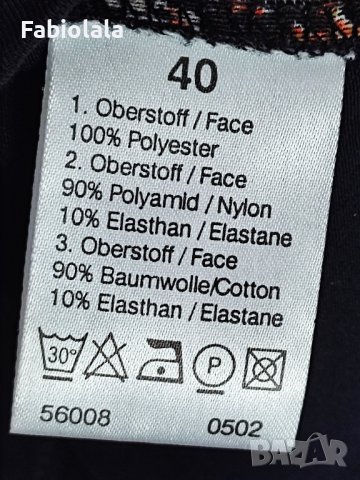 Fabiolala
40
1. Oberstoff / Face
100% Polyester
2. Oberstoff / Face
90% Polyamid / Nylon
10% Elasthan / Elastane
3. Oberstoff / Face
90% Baumwolle/Cotton
10% Elasthan / Elastane
30° P
56008 0502
bazar